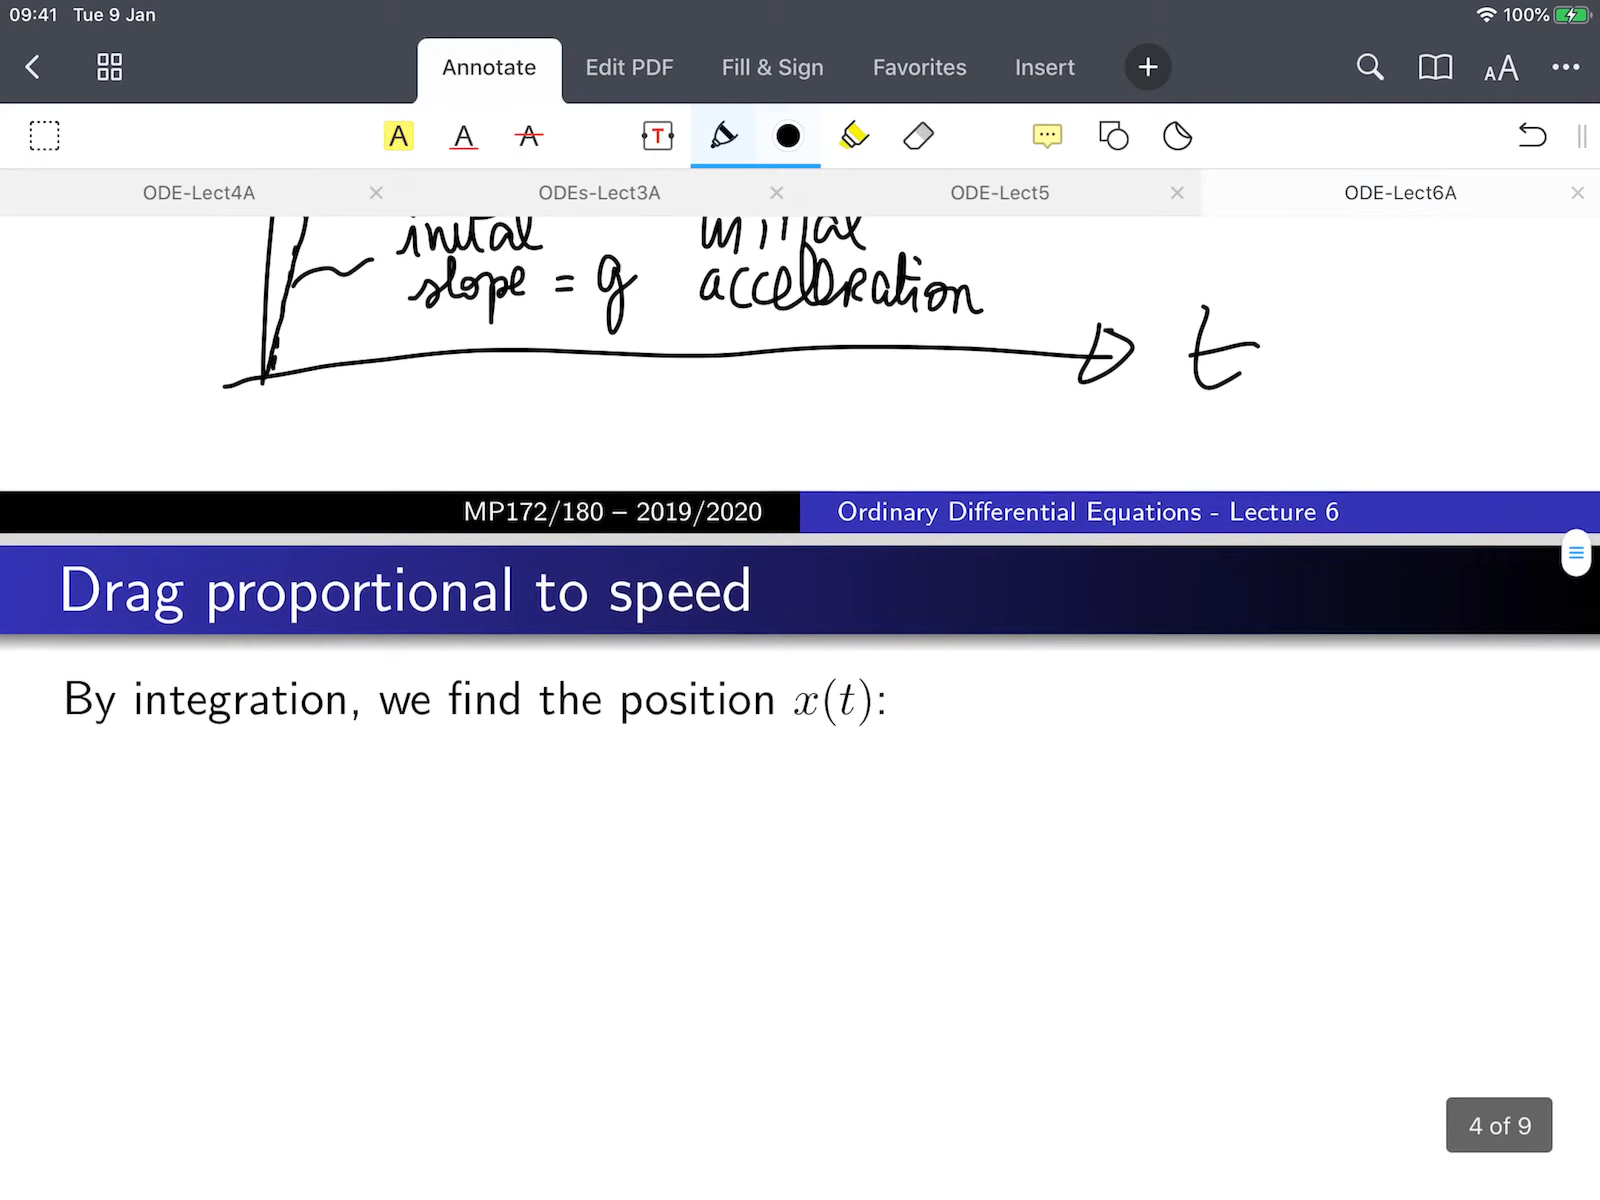 09:41 Tue 9 Jan 100%
Annotate Edit PDF Fill & Sign Favorites Insert +
AA
A A A T
ODE-Lect4A ODEs-Lect3A ODE-Lect5 ODE-Lect6A
inital initial
slope = g acceleration
t
MP172/180 – 2019/2020 Ordinary Differential Equations - Lecture 6
Drag proportional to speed
By integration, we find the position x(t):
4 of 9